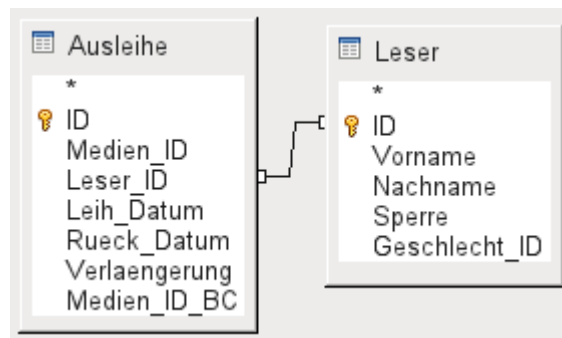 Ausleihe
*
ID
Medien_ID
Leser_ID
Leih_Datum
Rueck_Datum
Verlaengerung
Medien_ID_BC
Leser
*
ID
Vorname
Nachname
Sperre
Geschlecht_ID